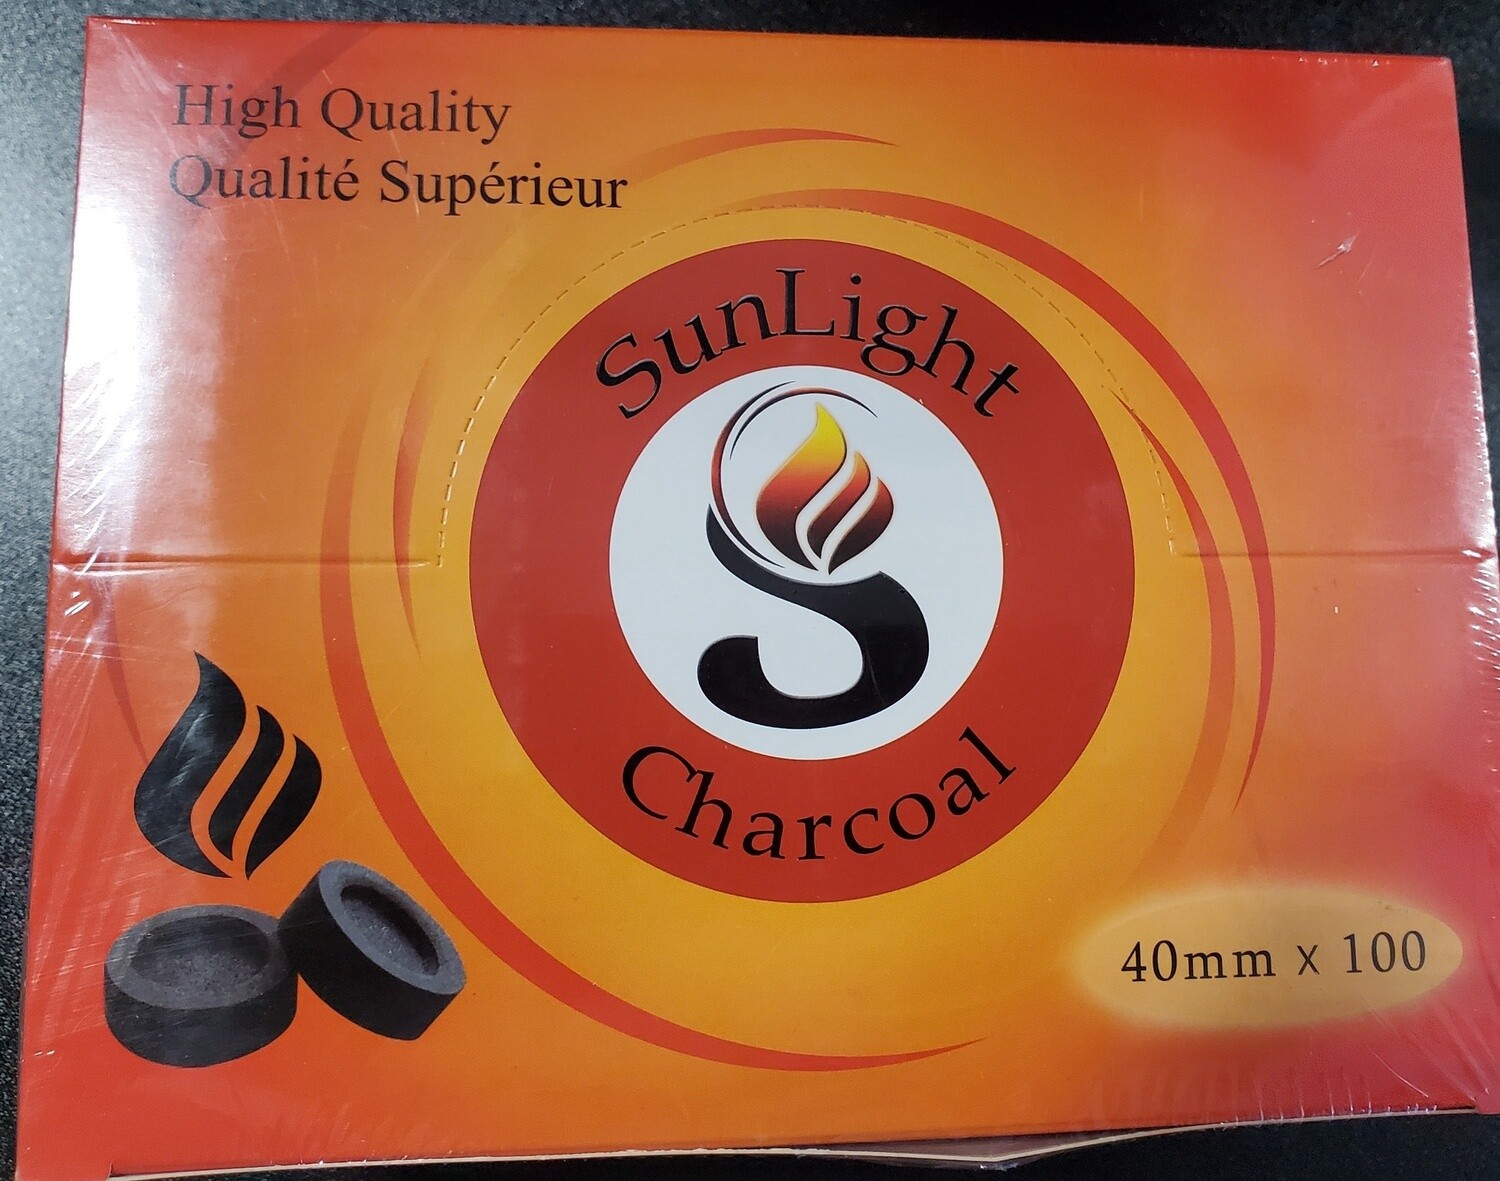 High Quality
Qualité Supérieur
SunLight
S
Charcoal
40mm x 100